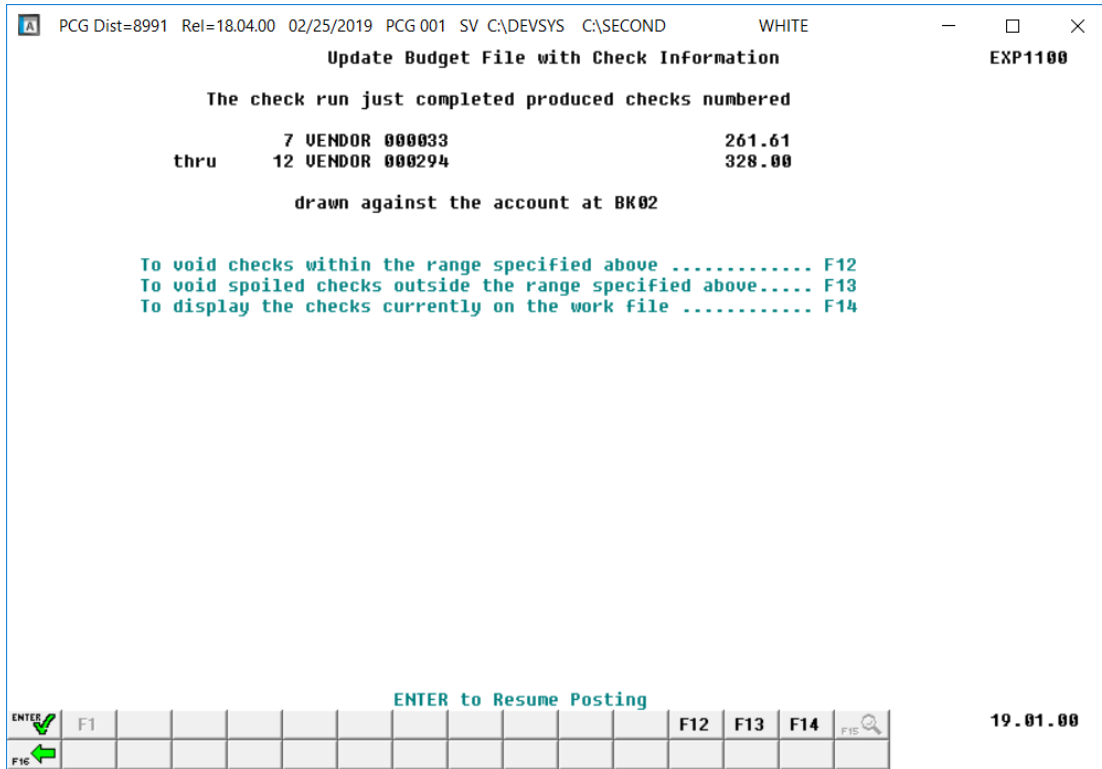 PCG Dist=8991 Rel=18.04.00 02/25/2019 PCG 001 SV C:\DEVSYS C:\SECOND WHITE
Update Budget File with Check Information EXP1100
The check run just completed produced checks numbered
7 VENDOR 000033 261.61
thru 12 VENDOR 000294 328.00
drawn against the account at BK02
To void checks within the range specified above ............. F12
To void spoiled checks outside the range specified above..... F13
To display the checks currently on the work file ............ F14
ENTER to Resume Posting
ENTER F1 F12 F13 F14 F15 19.01.00
F16